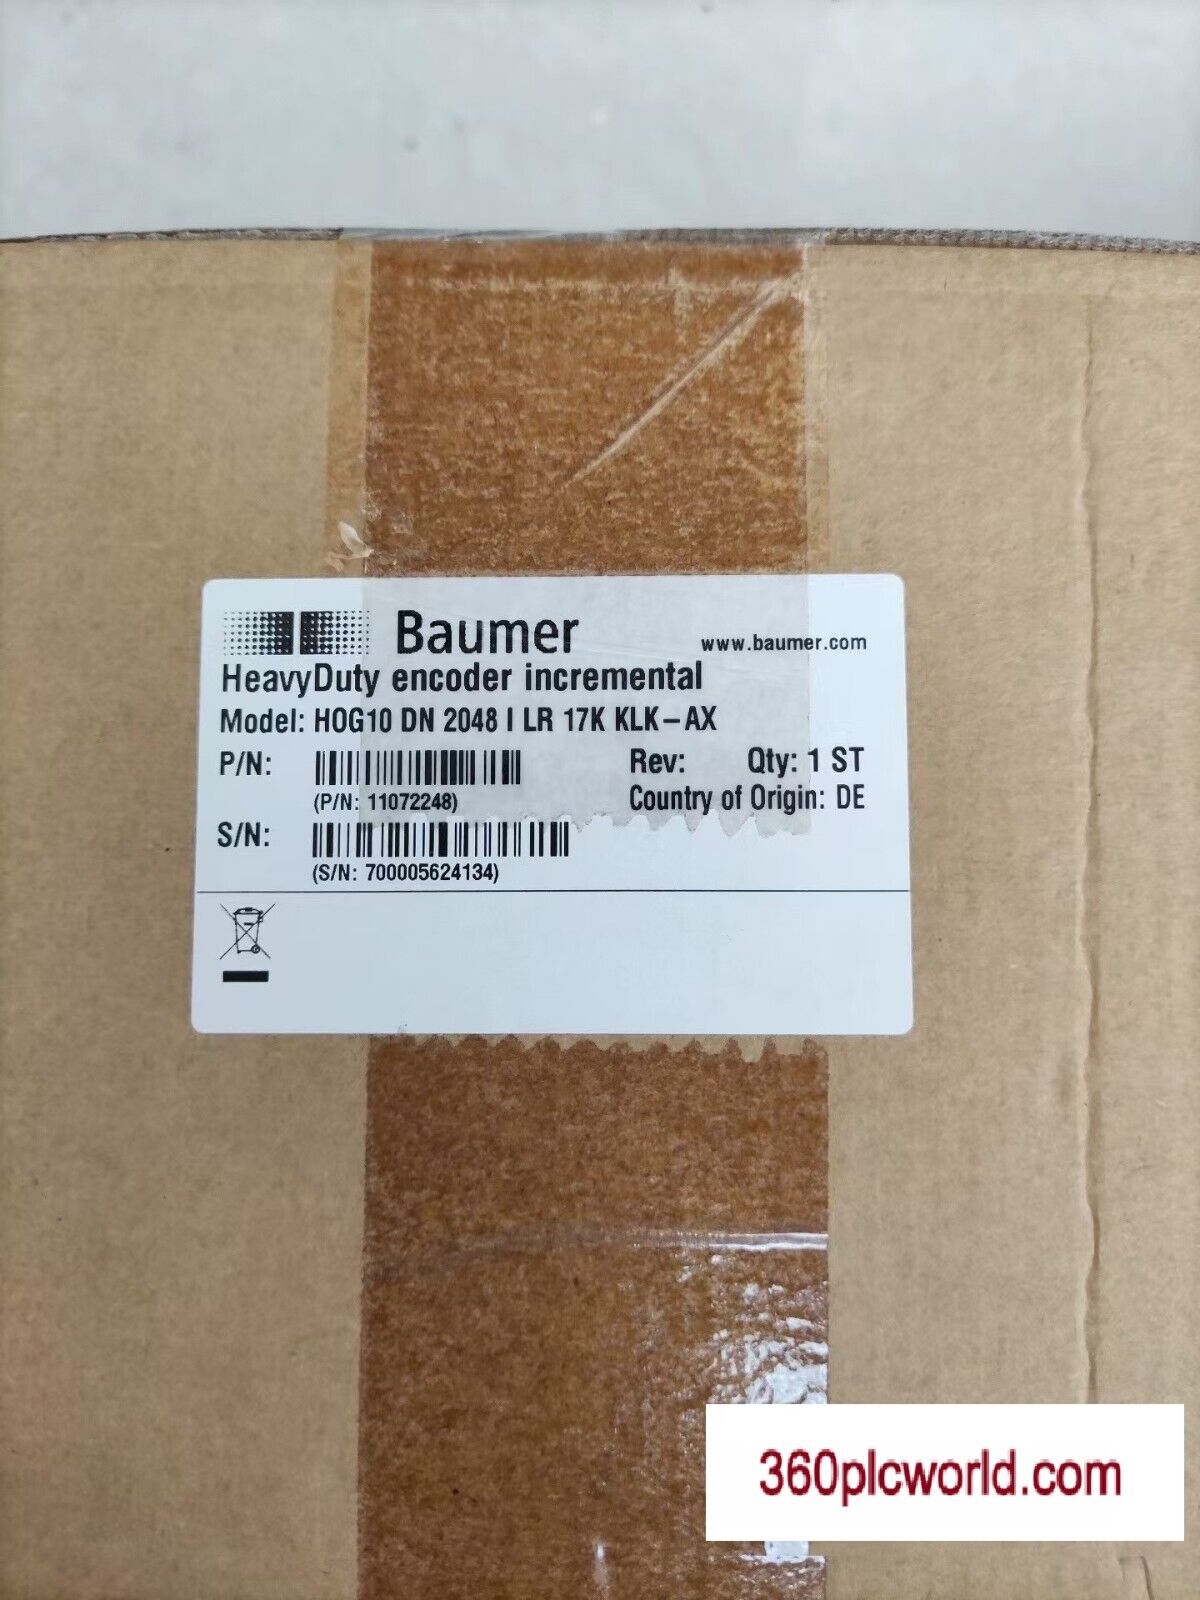 Baumer
www.baumer.com
HeavyDuty encoder incremental
Model: HOG10 DN 2048 I LR 17K KLK-AX
P/N:
Rev: Qty: 1 ST
(P/N: 11072248)
Country of Origin: DE
S/N:
(S/N: 700005624134)
360plcworld.com